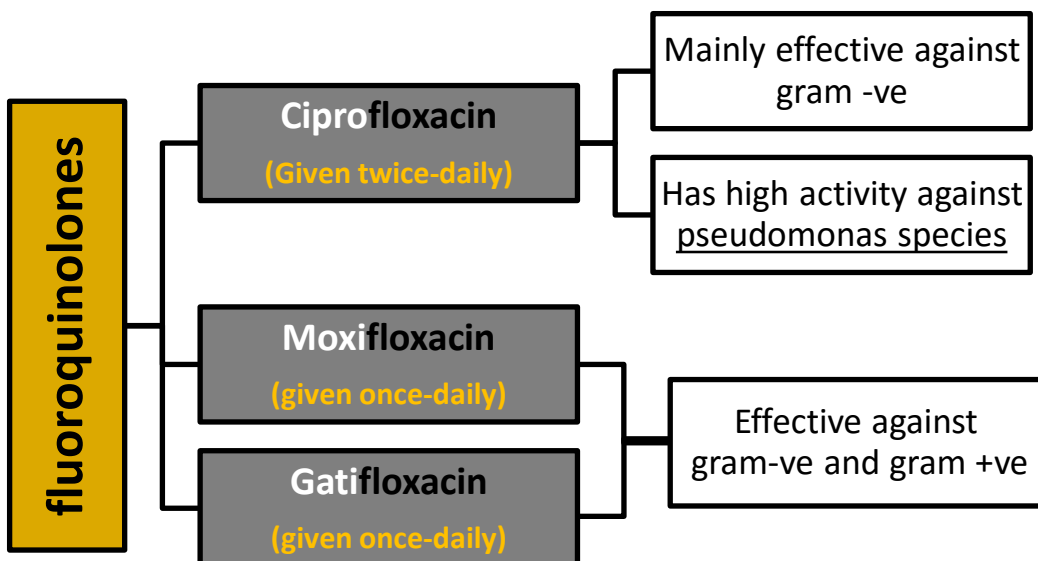 fluoroquinolones
Ciprofloxacin
(Given twice-daily)
Mainly effective against
gram -ve
Has high activity against
pseudomonas species
Moxifloxacin
(given once-daily)
Gatifloxacin
(given once-daily)
Effective against
gram-ve and gram +ve